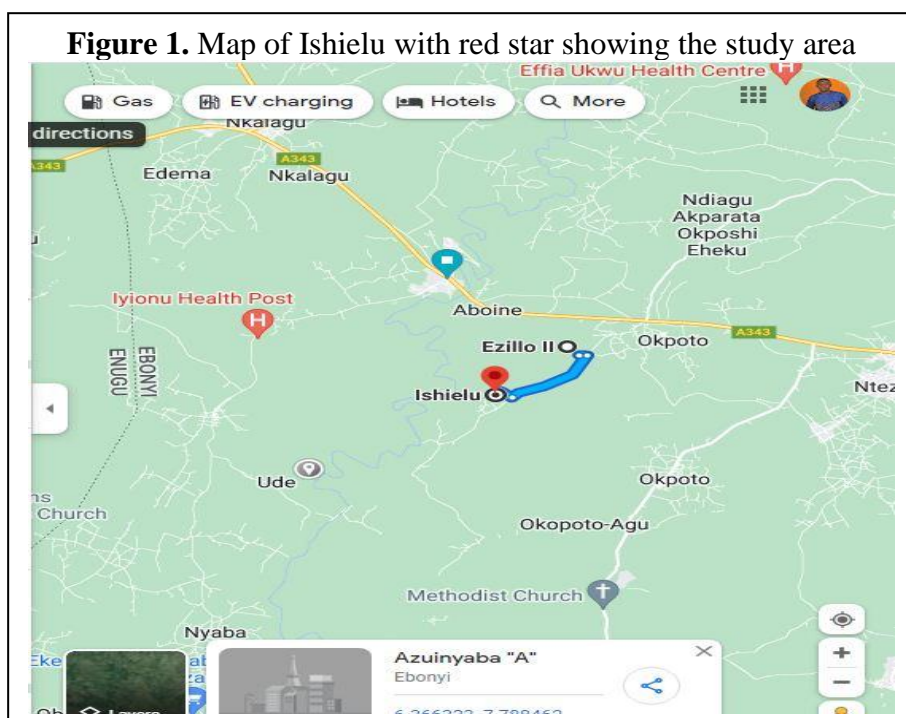 Figure 1. Map of Ishielu with red star showing the study area
Effia Ukwu Health Centre
Gas
EV charging
Hotels
More
Nkalagu
directions
A343
A343
Edema
Nkalagu
Ndiagu
Akparata
Okposhi
Eheku
Iyionu Health Post
Aboine
A343
Ezillo II
Okpoto
EBONYI
ENUGU
Ishielu
Ude
Okpoto
Church
Okopoto-Agu
Methodist Church
Nyaba
Azuinyaba "A"
Ebonyi